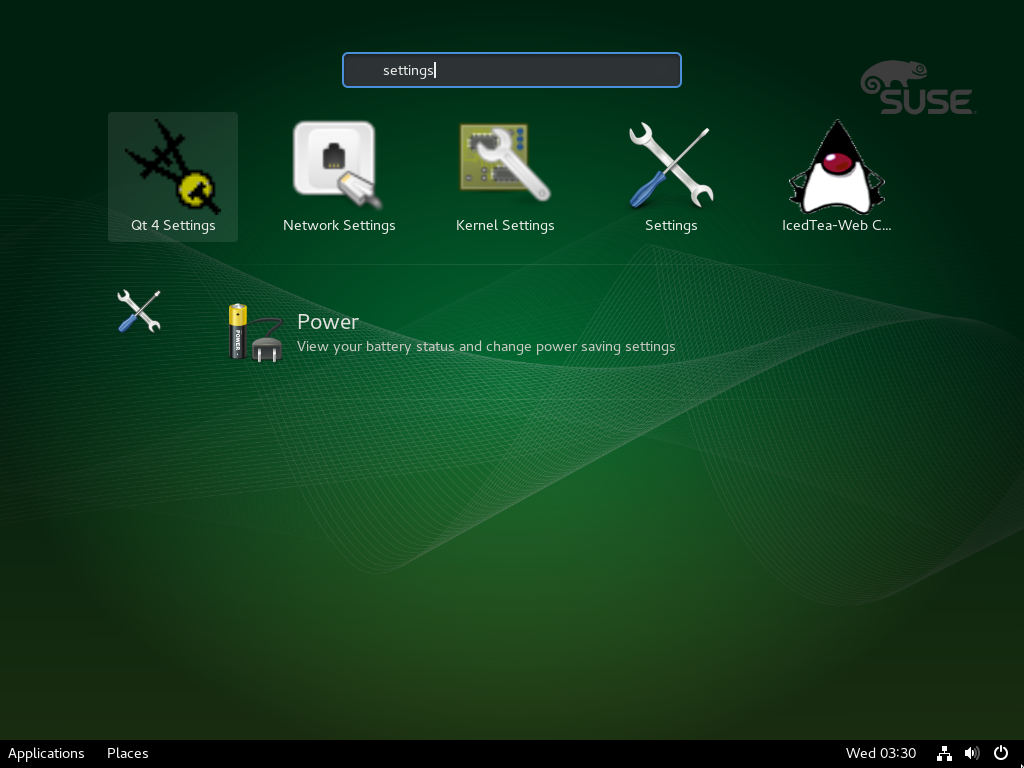 settings
SUSE
Qt 4 Settings
Network Settings
Kernel Settings
Settings
IcedTea-Web C...
POWER
Power
View your battery status and change power saving settings
Applications
Places
Wed 03:30